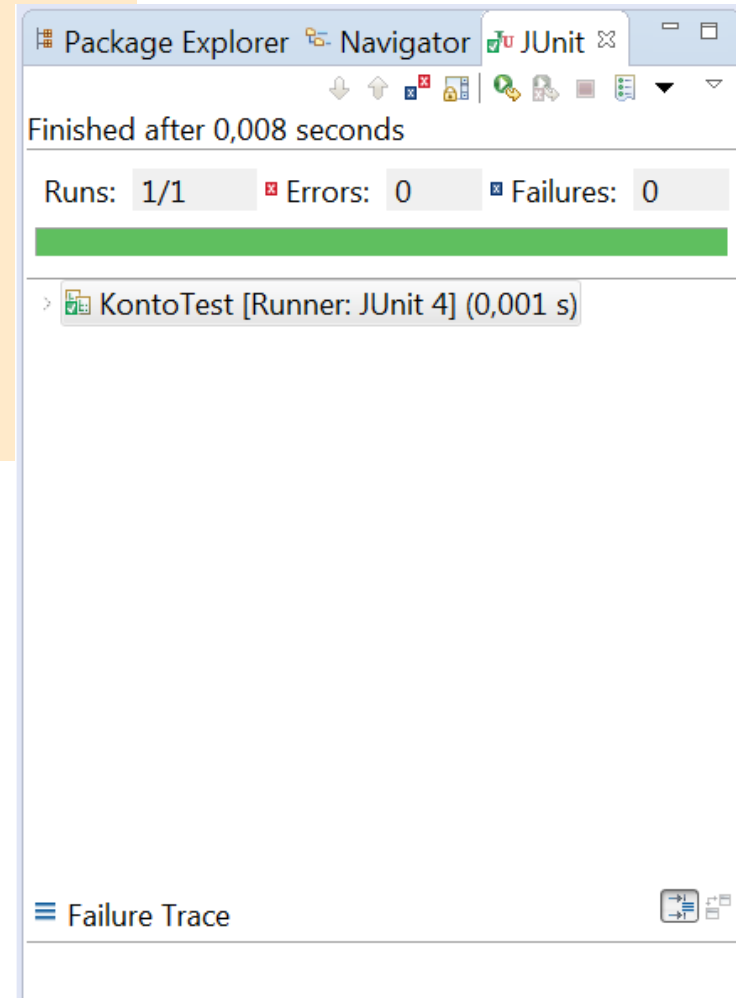 Package Explorer Navigator JUnit
Finished after 0,008 seconds
Runs: 1/1 Errors: 0 Failures: 0
KontoTest [Runner: JUnit 4] (0,001 s)
Failure Trace